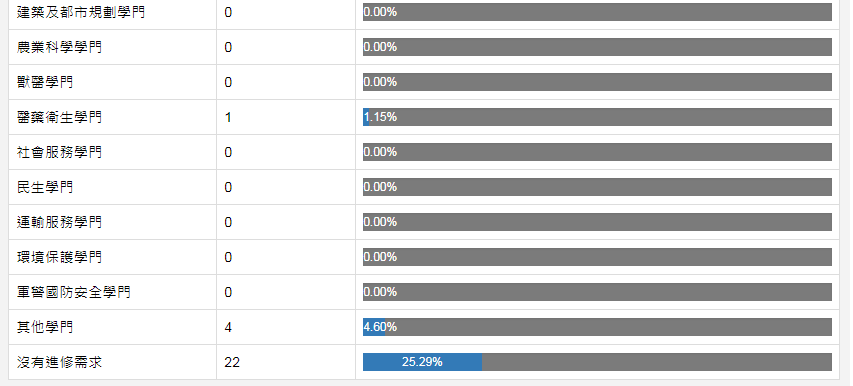 建築及都市規劃學門 0 0.00%
農業科學學門 0 0.00%
獸醫學門 0 0.00%
醫藥衛生學門 1 1.15%
社會服務學門 0 0.00%
民生學門 0 0.00%
運輸服務學門 0 0.00%
環境保護學門 0 0.00%
軍警國防安全學門 0 0.00%
其他學門 4 4.60%
沒有進修需求 22 25.29%